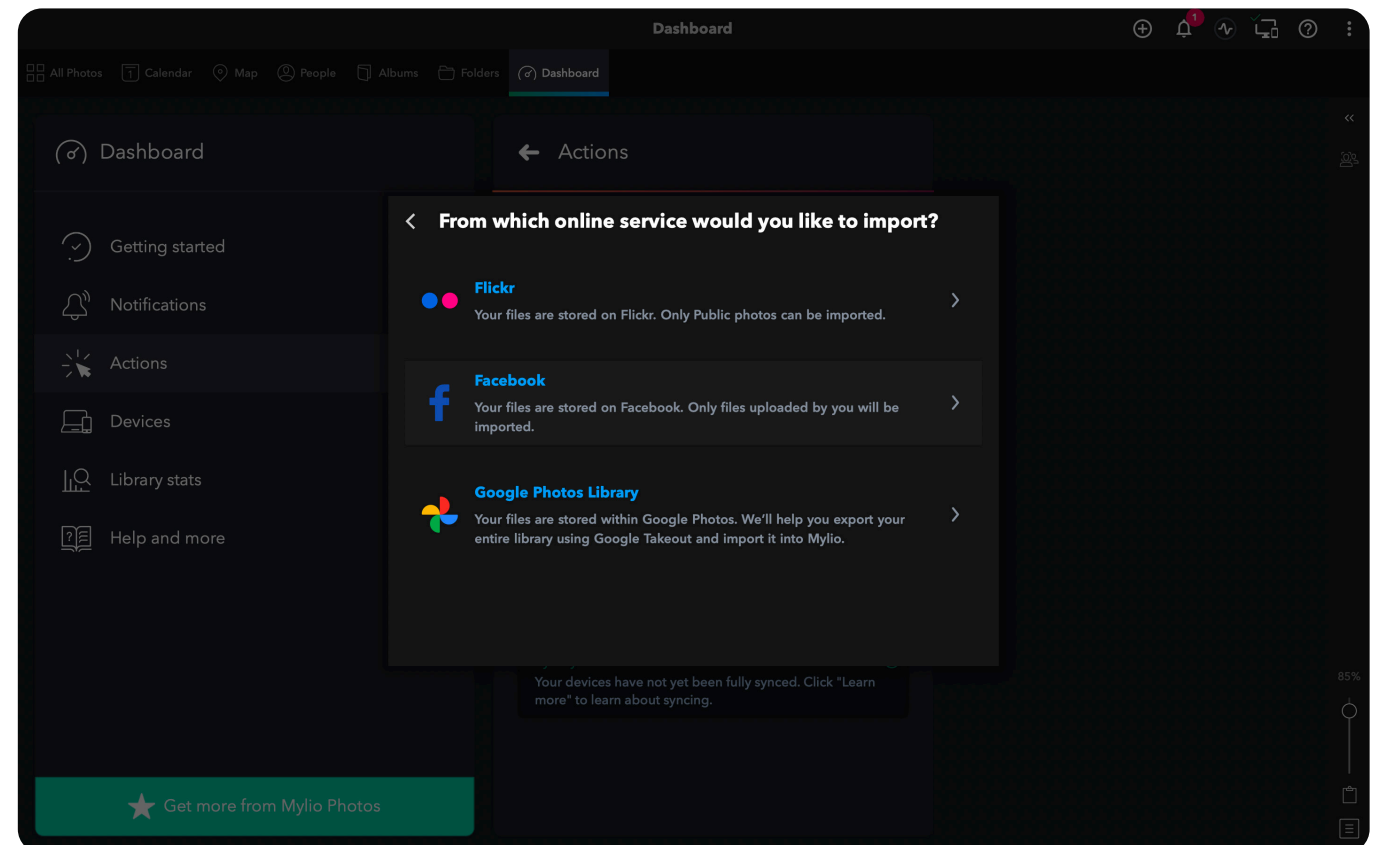 Dashboard
1
All Photos
1
Calendar
Map
People
Albums
Folders
Dashboard
Dashboard
Actions
From which online service would you like to import?
Getting started
Flickr
Your files are stored on Flickr. Only Public photos can be imported.
Notifications
Actions
Facebook
Your files are stored on Facebook. Only files uploaded by you will be
imported.
Devices
Library stats
Google Photos Library
Your files are stored within Google Photos. We'll help you export your
entire library using Google Takeout and import it into Mylio.
Help and more
Your devices have not yet been fully synced. Click "Learn
more" to learn about syncing.
85%
Get more from Mylio Photos